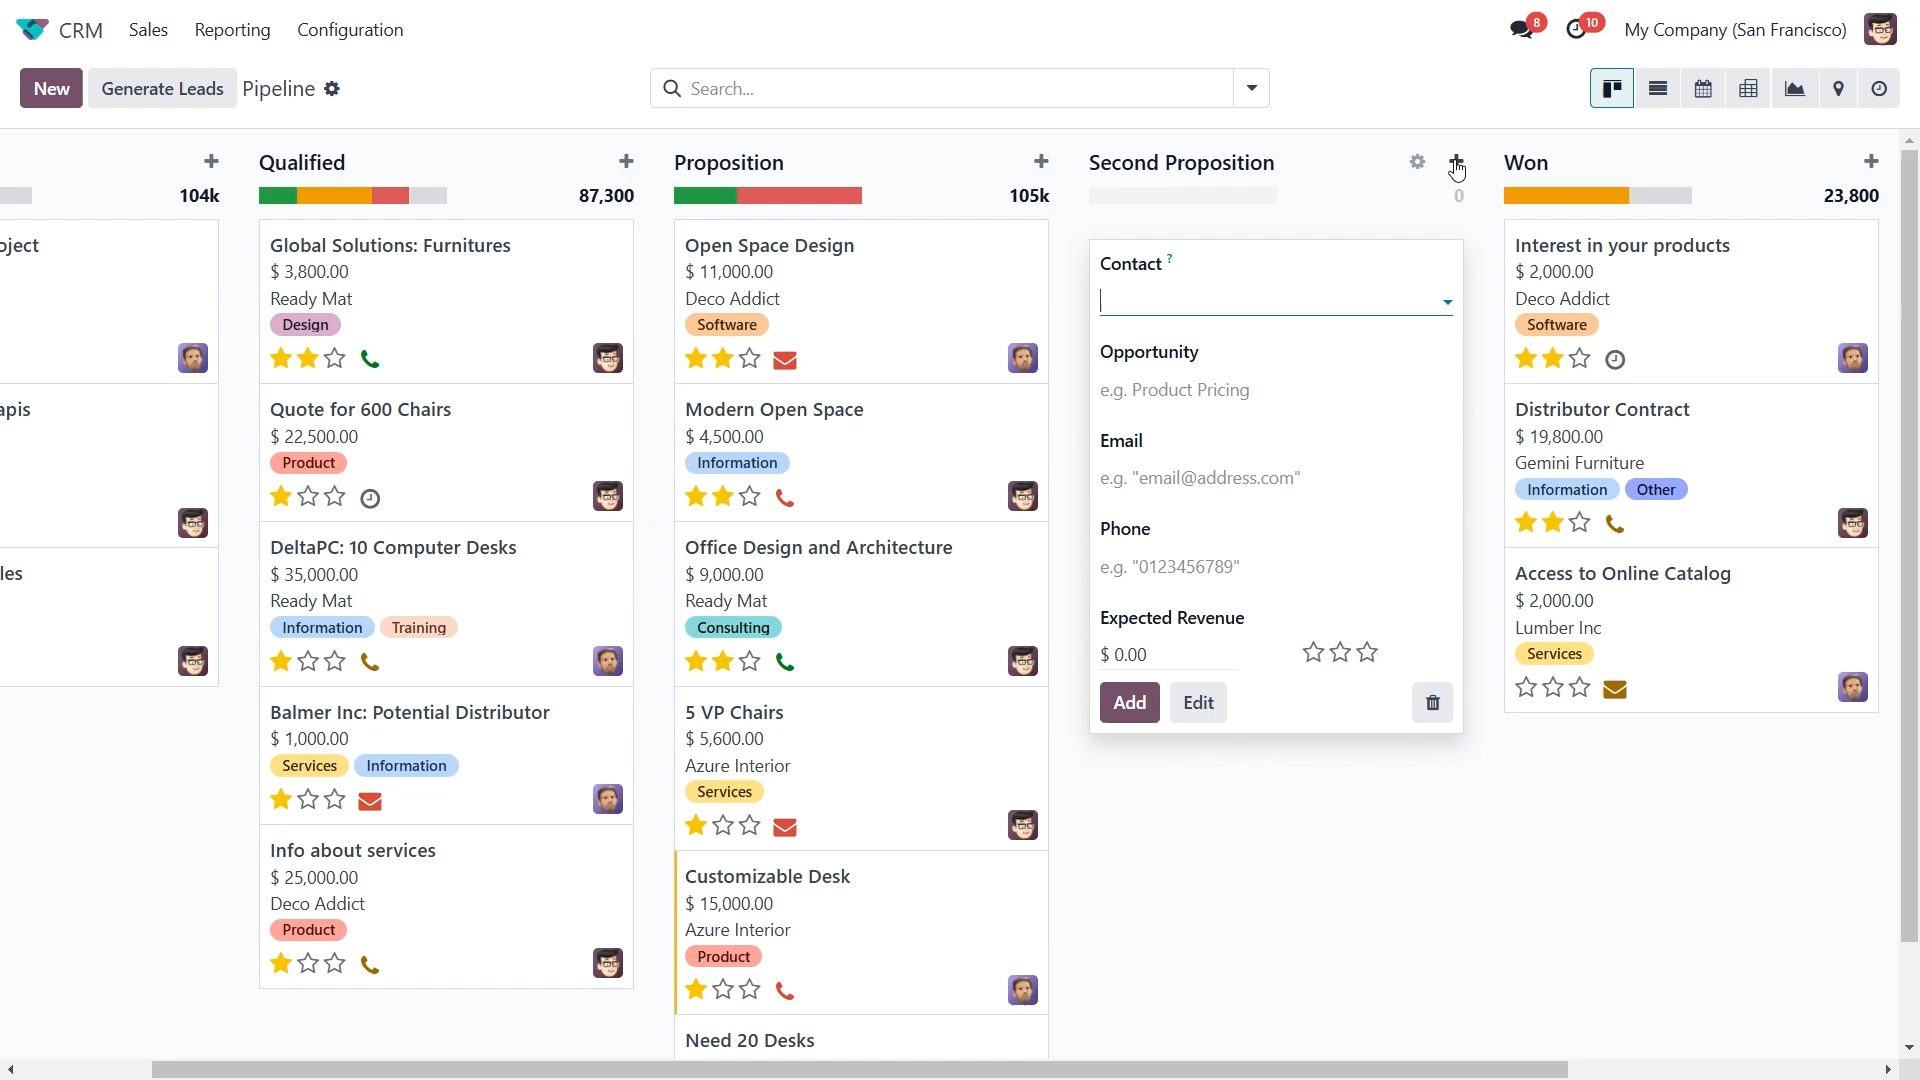 CRM Sales Reporting Configuration
8
10
My Company (San Francisco)
New Generate Leads Pipeline
Search...
104k
oject
apis
les
Qualified
87,300
Global Solutions: Furnitures
$ 3,800.00
Ready Mat
Design
Quote for 600 Chairs
$ 22,500.00
Product
DeltaPC: 10 Computer Desks
$ 35,000.00
Ready Mat
Information Training
Balmer Inc: Potential Distributor
$ 1,000.00
Services Information
Info about services
$ 25,000.00
Deco Addict
Product
Proposition
105k
Open Space Design
$ 11,000.00
Deco Addict
Software
Modern Open Space
$ 4,500.00
Information
Office Design and Architecture
$ 9,000.00
Ready Mat
Consulting
5 VP Chairs
$ 5,600.00
Azure Interior
Services
Customizable Desk
$ 15,000.00
Azure Interior
Product
Need 20 Desks
Second Proposition
0
Contact ?
Opportunity
e.g. Product Pricing
Email
e.g. "email@address.com"
Phone
e.g. "0123456789"
Expected Revenue
$ 0.00
Add Edit
Won
23,800
Interest in your products
$ 2,000.00
Deco Addict
Software
Distributor Contract
$ 19,800.00
Gemini Furniture
Information Other
Access to Online Catalog
$ 2,000.00
Lumber Inc
Services